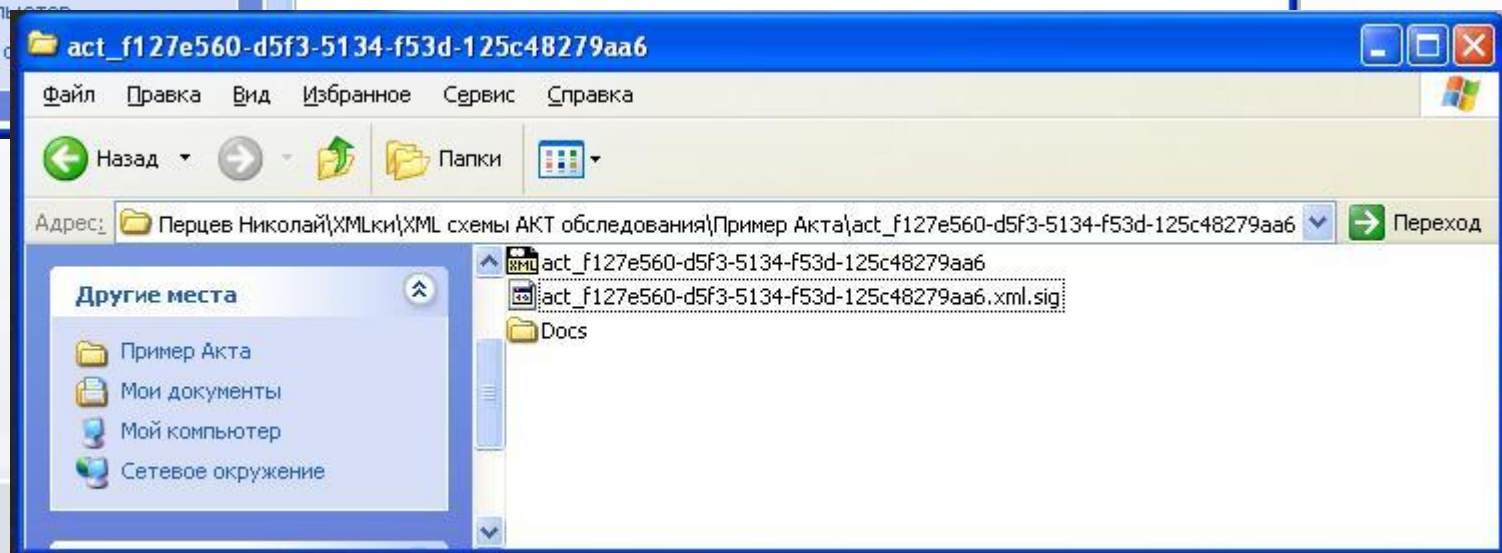 act_f127e560-d5f3-5134-f53d-125c48279aa6
Файл Правка Вид Избранное Сервис Справка
Назад Папки
Адрес: Перцев Николай\XMLки\XML схемы АКТ обследования\Пример Акта\act_f127e560-d5f3-5134-f53d-125c48279aa6 Переход
Другие места
Пример Акта
Мои документы
Мой компьютер
Сетевое окружение
XML act_f127e560-d5f3-5134-f53d-125c48279aa6
act_f127e560-d5f3-5134-f53d-125c48279aa6.xml.sig
Docs